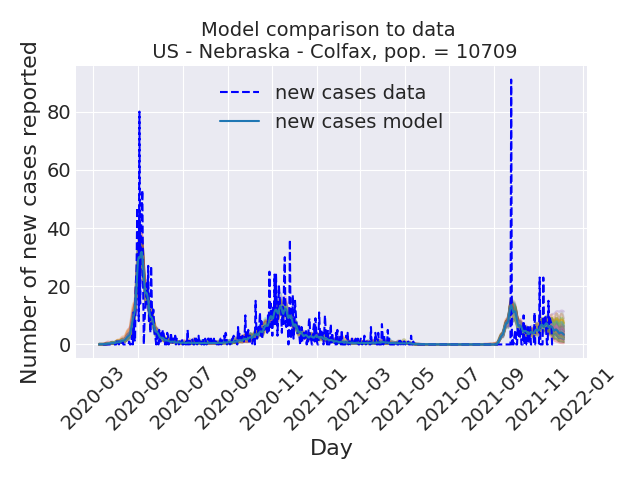 Model comparison to data
US - Nebraska - Colfax, pop. = 10709
Number of new cases reported
new cases data
new cases model
80
60
40
20
0
2020-03
2020-05
2020-07
2020-09
2020-11
2021-01
2021-03
2021-05
2021-07
2021-09
2021-11
2022-01
Day